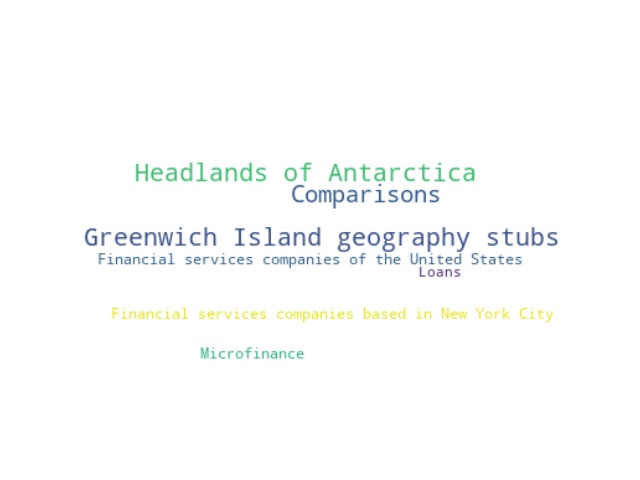 Headlands of Antarctica
Comparisons
Greenwich Island geography stubs
Financial services companies of the United States
Loans
Financial services companies based in New York City
Microfinance